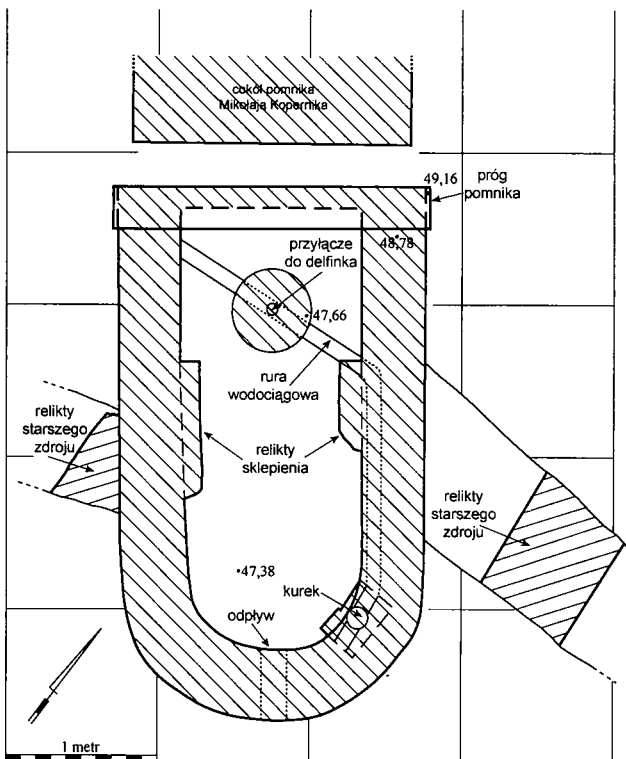 cokół pomnika
Mikołaja Kopernika
49,16
próg
pomnika
48,78
przyłącze
do delfinka
47,66
rura
wodociągowa
relikty
starszego
zdroju
relikty
sklepienia
relikty
starszego
zdroju
47,38
kurek
odpływ
1 metr